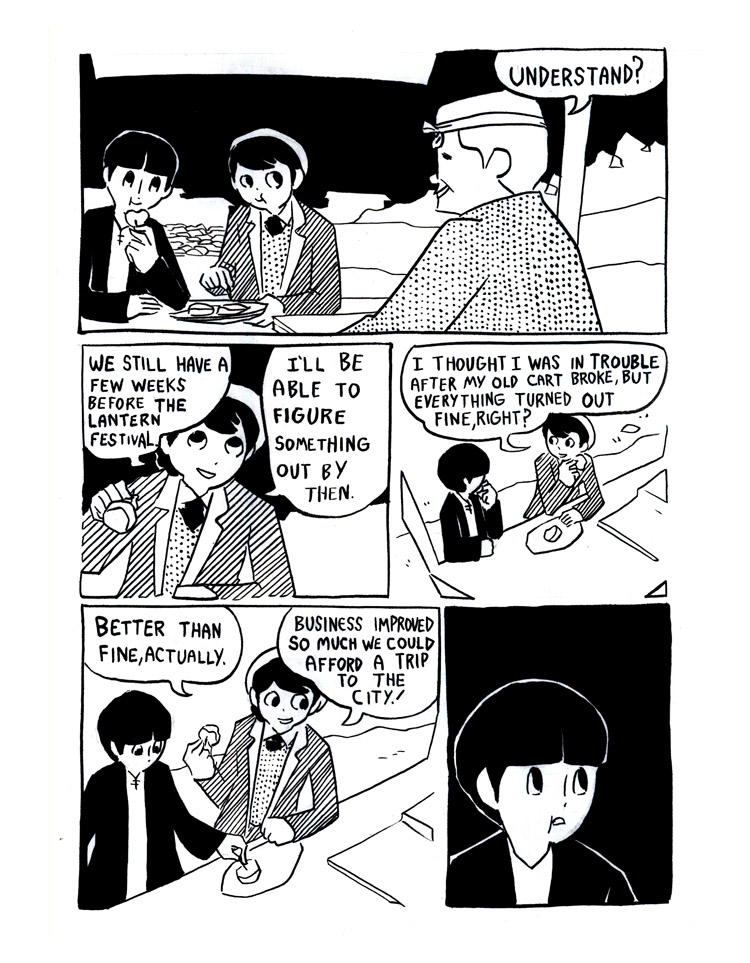 UNDERSTAND?
WE STILL HAVE A
FEW WEEKS
BEFORE THE
LANTERN
FESTIVAL.
I'LL BE
ABLE TO
FIGURE
SOMETHING
OUT BY
THEN.
I THOUGHT I WAS IN TROUBLE
AFTER MY OLD CART BROKE, BUT
EVERYTHING TURNED OUT
FINE, RIGHT?
BETTER THAN
FINE, ACTUALLY.
BUSINESS IMPROVED
SO MUCH WE COULD
AFFORD A TRIP
TO THE
CITY!